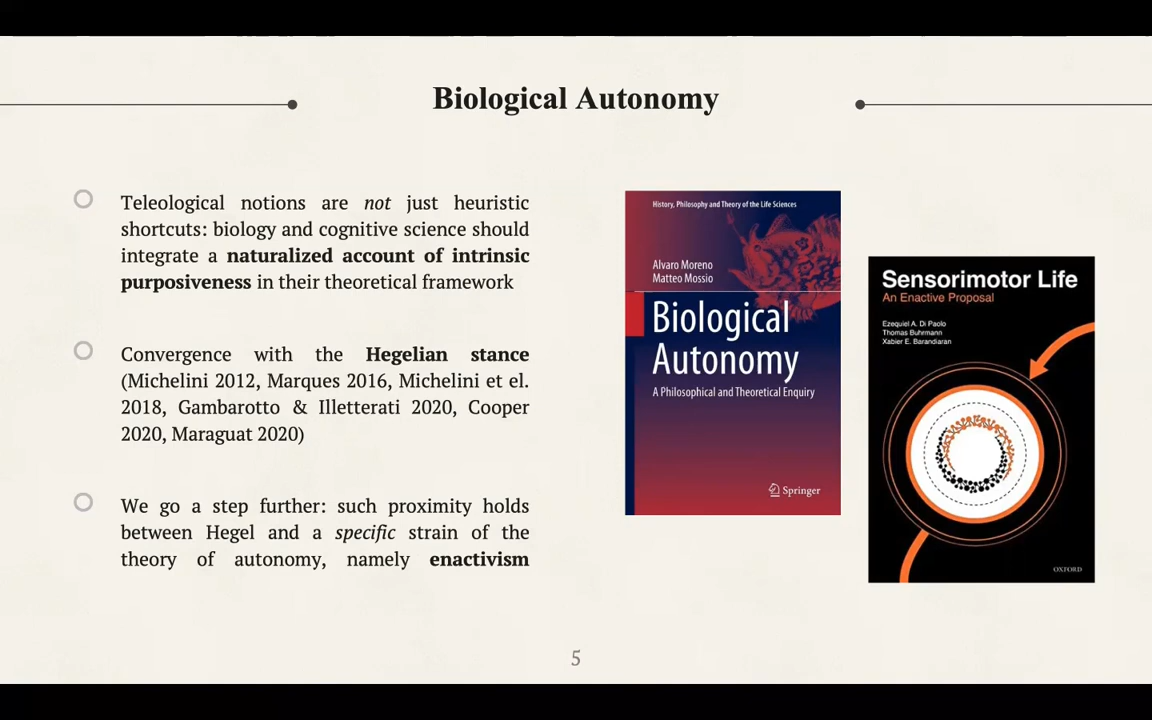 Biological Autonomy
Teleological notions are not just heuristic
shortcuts: biology and cognitive science should
integrate a naturalized account of intrinsic
purposiveness in their theoretical framework
Convergence with the Hegelian stance
(Michelini 2012, Marques 2016, Michelini et el.
2018, Gambarotto & Illetterati 2020, Cooper
2020, Maraguat 2020)
We go a step further: such proximity holds
between Hegel and a specific strain of the
theory of autonomy, namely enactivism
History, Philosophy and Theory of the Life Sciences
Alvaro Moreno
Matteo Mossio
Biological
Autonomy
A Philosophical and Theoretical Enquiry
Springer
Sensorimotor Life
An Enactive Proposal
Ezequiel A. Di Paolo
Thomas Buhrmann
Xabier E. Barandiaran
OXFORD
5